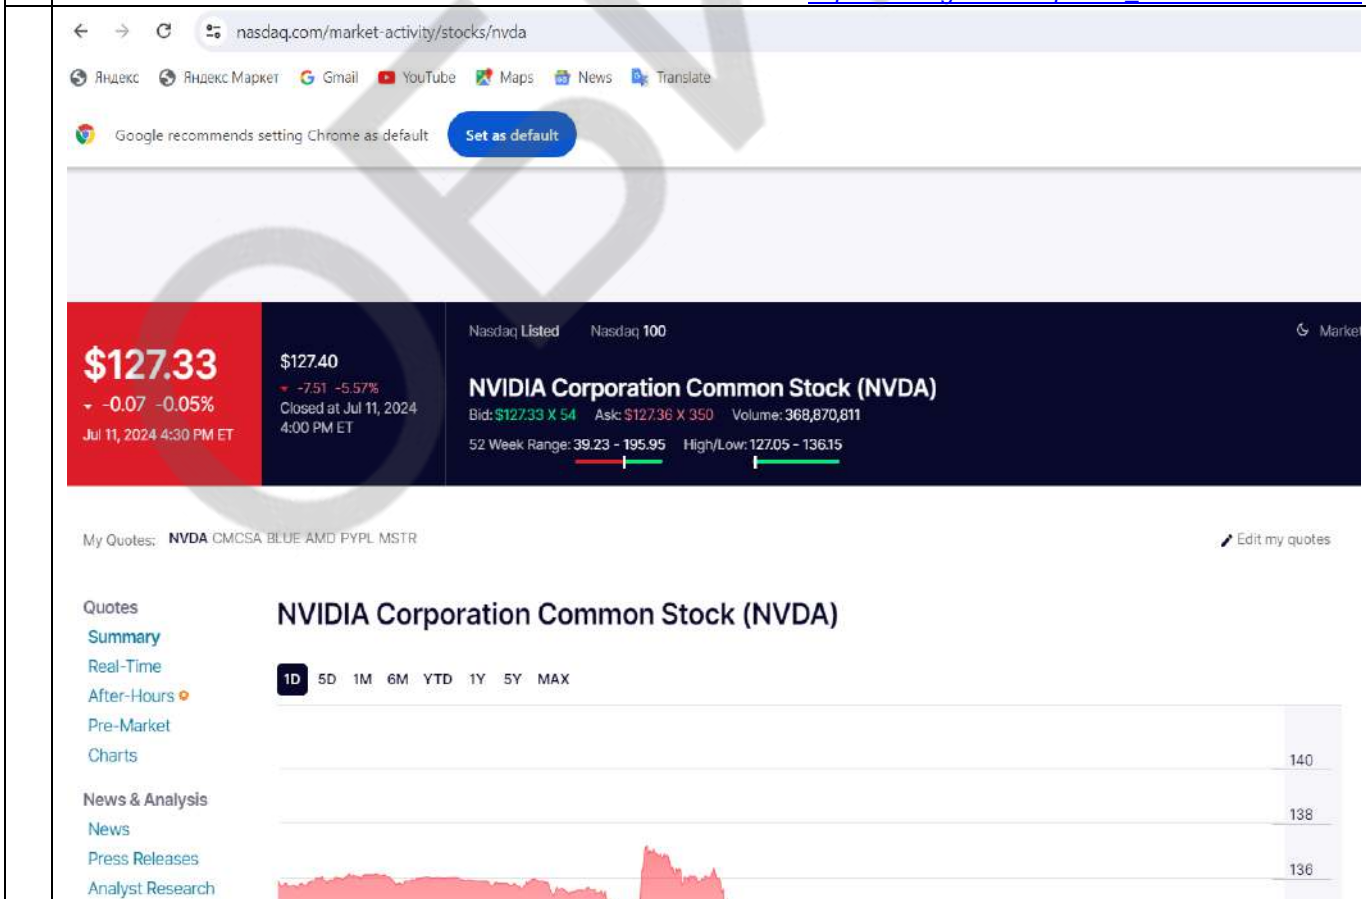 nasdaq.com/market-activity/stocks/nvda
Яндекс Яндекс Маркет Gmail YouTube Maps News Translate
Google recommends setting Chrome as default Set as default
Nasdaq Listed Nasdaq 100 Market
$127.33
-0.07 -0.05%
Jul 11, 2024 4:30 PM ET
$127.40
-7.51 -5.57%
Closed at Jul 11, 2024
4:00 PM ET
NVIDIA Corporation Common Stock (NVDA)
Bid: $127.33 X 54 Ask: $127.36 X 350 Volume: 368,870,811
52 Week Range: 39.23 - 195.95 High/Low: 127.05 - 136.15
My Quotes: NVDA CMCSA BLUE AMD PYPL MSTR Edit my quotes
Quotes
Summary
Real-Time
After-Hours
Pre-Market
Charts
News & Analysis
News
Press Releases
Analyst Research
NVIDIA Corporation Common Stock (NVDA)
1D 5D 1M 6M YTD 1Y 5Y MAX
140
138
136